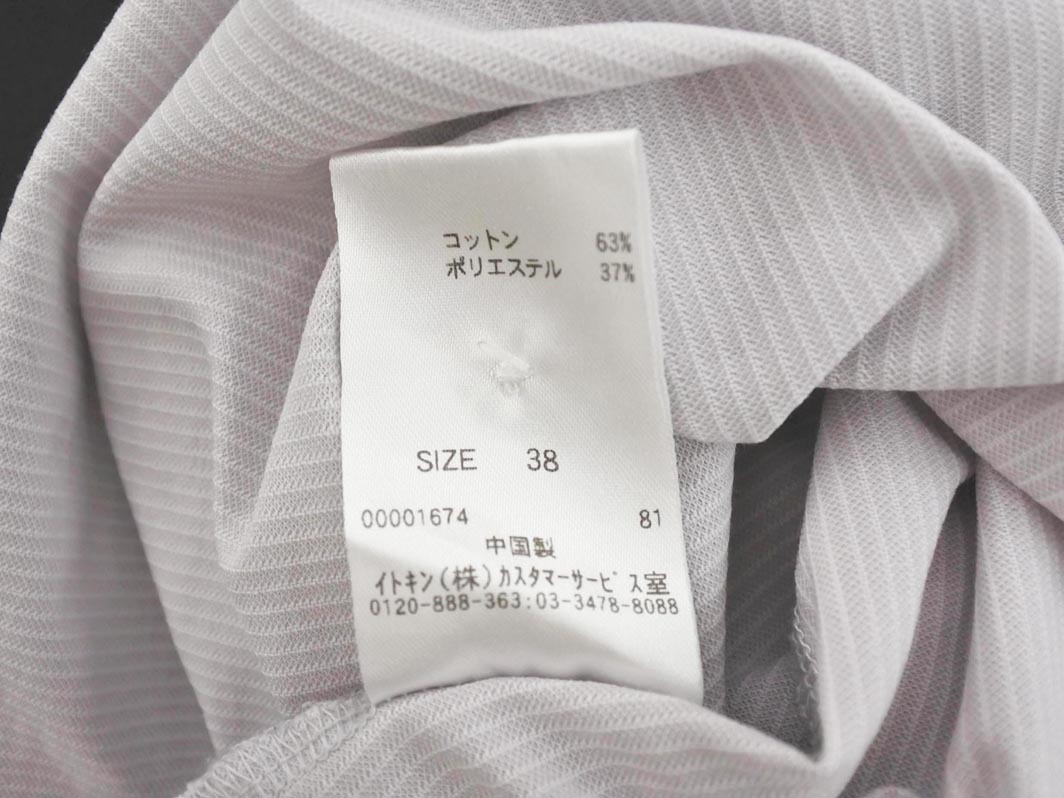 コットン 63%
ポリエステル 37%
SIZE 38
00001674 81
中国製
イトキン(株)カスタマーサービス室
0120-888-363:03-3478-8088